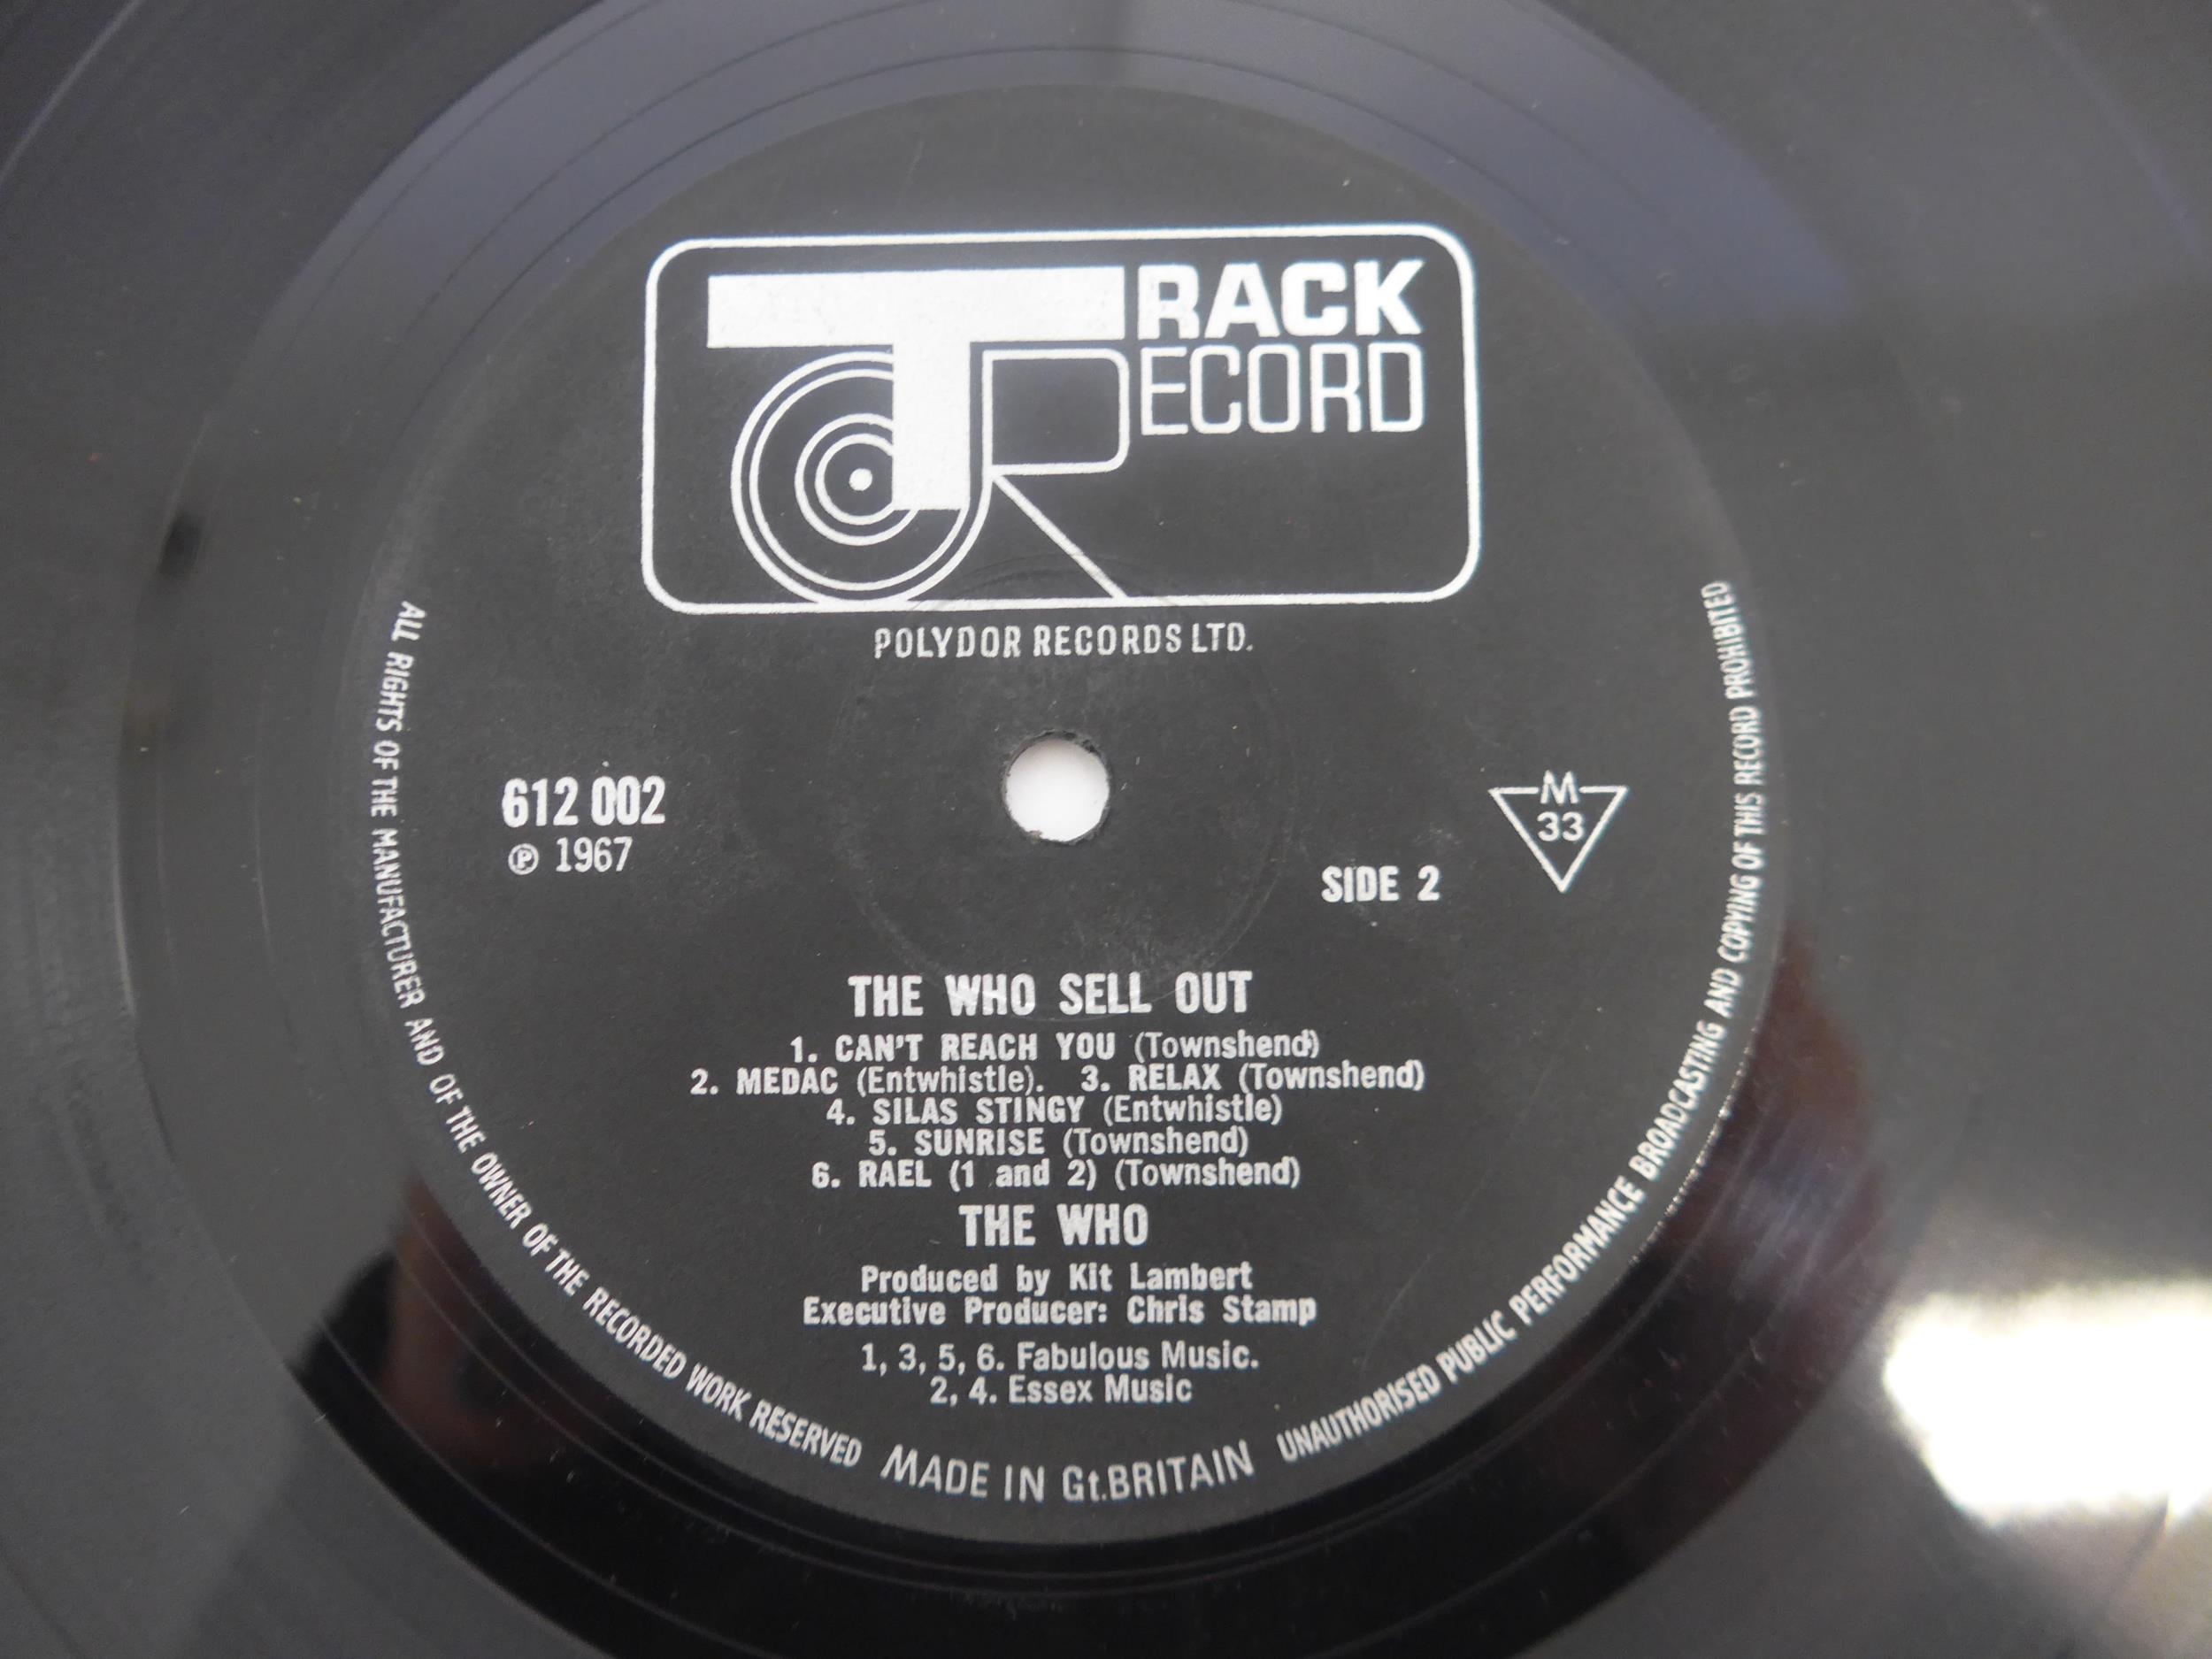 TRACK
RECORD
POLYDOR RECORDS LTD.
612 002
℗ 1967
M
33
SIDE 2
THE WHO SELL OUT
1. CAN'T REACH YOU (Townshend)
2. MEDAC (Entwhistle). 3. RELAX (Townshend)
4. SILAS STINGY (Entwhistle)
5. SUNRISE (Townshend)
6. RAEL (1 and 2) (Townshend)
THE WHO
Produced by Kit Lambert
Executive Producer: Chris Stamp
1, 3, 5, 6. Fabulous Music.
2, 4. Essex Music
ALL RIGHTS OF THE MANUFACTURER AND OF THE OWNER OF THE RECORDED WORK RESERVED MADE IN Gt.BRITAIN UNAUTHORISED PUBLIC PERFORMANCE BROADCASTING AND COPYING OF THIS RECORD PROHIBITED